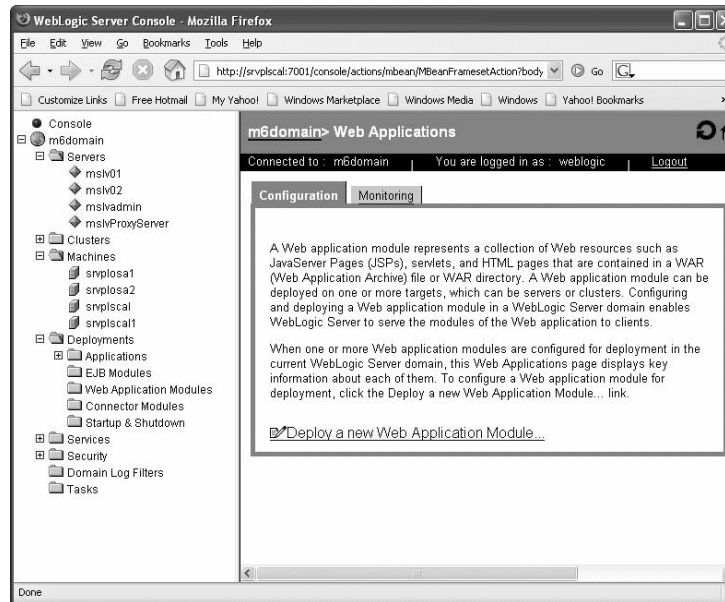 WebLogic Server Console - Mozilla Firefox
File Edit View Go Bookmarks Tools Help
http://srvplscal:7001/console/actions/mbean/MBeanFramesetAction?body
Go
G
Customize Links Free Hotmail My Yahoo! Windows Marketplace Windows Media Windows Yahoo! Bookmarks
Console
m6domain
Servers
mslv01
mslv02
mslvadmin
mslvProxyServer
Clusters
Machines
srvplosa1
srvplosa2
srvplscal
srvplscal1
Deployments
Applications
EJB Modules
Web Application Modules
Connector Modules
Startup & Shutdown
Services
Security
Domain Log Filters
Tasks
m6domain> Web Applications
Connected to : m6domain You are logged in as : weblogic Logout
Configuration Monitoring
A Web application module represents a collection of Web resources such as
JavaServer Pages (JSPs), servlets, and HTML pages that are contained in a WAR
(Web Application Archive) file or WAR directory. A Web application module can be
deployed on one or more targets, which can be servers or clusters. Configuring
and deploying a Web application module in a WebLogic Server domain enables
WebLogic Server to serve the modules of the Web application to clients.
When one or more Web application modules are configured for deployment in the
current WebLogic Server domain, this Web Applications page displays key
information about each of them. To configure a Web application module for
deployment, click the Deploy a new Web Application Module... link.
Deploy a new Web Application Module...
Done